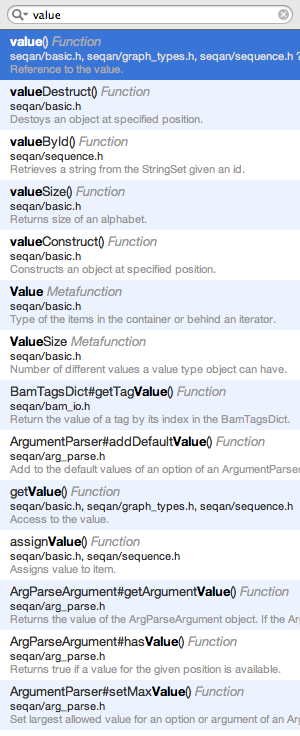 value
value() Function
seqan/basic.h, seqan/graph_types.h, seqan/sequence.h ?
Reference to the value.
valueDestruct() Function
seqan/basic.h
Destoys an object at specified position.
valueById() Function
seqan/sequence.h
Retrieves a string from the StringSet given an id.
valueSize() Function
seqan/basic.h
Returns size of an alphabet.
valueConstruct() Function
seqan/basic.h
Constructs an object at specified position.
Value Metafunction
seqan/basic.h
Type of the items in the container or behind an iterator.
ValueSize Metafunction
seqan/basic.h
Number of different values a value type object can have.
BamTagsDict#getTagValue() Function
seqan/bam_io.h
Return the value of a tag by its index in the BamTagsDict.
ArgumentParser#addDefaultValue() Function
seqan/arg_parse.h
Add to the default values of an option of an ArgumentParser
getValue() Function
seqan/basic.h, seqan/graph_types.h, seqan/sequence.h
Access to the value.
assignValue() Function
seqan/basic.h, seqan/sequence.h
Assigns value to item.
ArgParseArgument#getArgumentValue() Function
seqan/arg_parse.h
Returns the value of the ArgParseArgument object. If the Ar
ArgParseArgument#hasValue() Function
seqan/arg_parse.h
Returns true if a value for the given position is available.
ArgumentParser#setMaxValue() Function
seqan/arg_parse.h
Set largest allowed value for an option or argument of an Ar